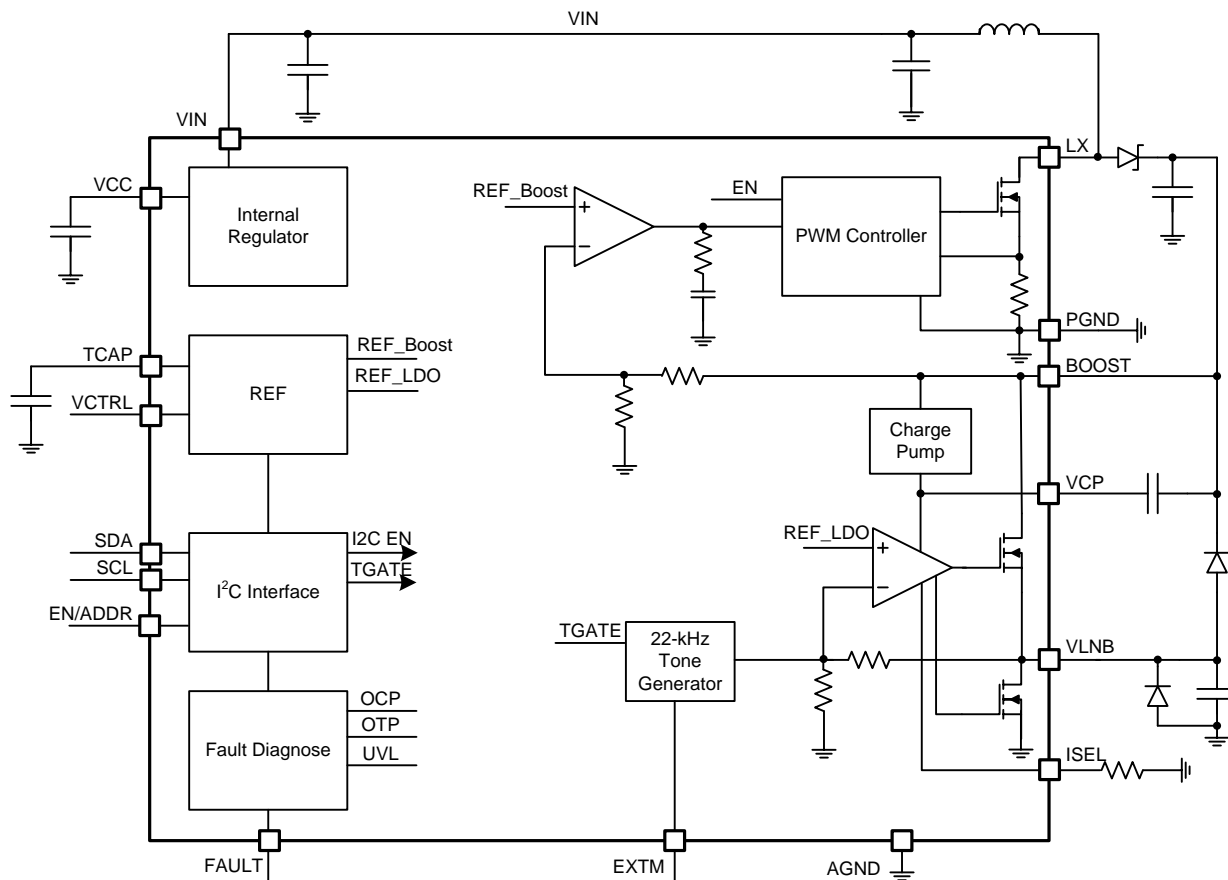 VIN
VIN
LX
VCC
Internal
Regulator
REF_Boost
+
−
EN
PWM Controller
PGND
TCAP
REF
REF_Boost
REF_LDO
VCTRL
BOOST
Charge
Pump
VCP
SDA
SCL
EN/ADDR
I²C Interface
I2C EN
TGATE
REF_LDO
+
−
TGATE
22-kHz
Tone
Generator
VLNB
Fault Diagnose
OCP
OTP
UVL
ISEL
FAULT
EXTM
AGND